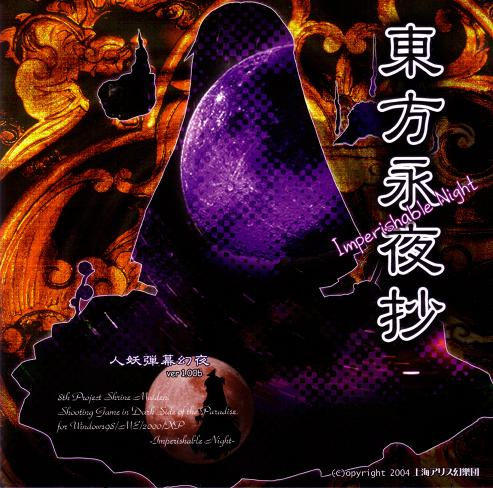 東方永夜抄
Imperishable Night
人妖弾幕幻夜
ver 1.00b
8th Project Shrine Maiden.
Shooting Game in Dark Side of the Paradise.
for Windows98/ME/2000/XP
-Imperishable Night-
(C)opyright 2004 上海アリス幻樂団